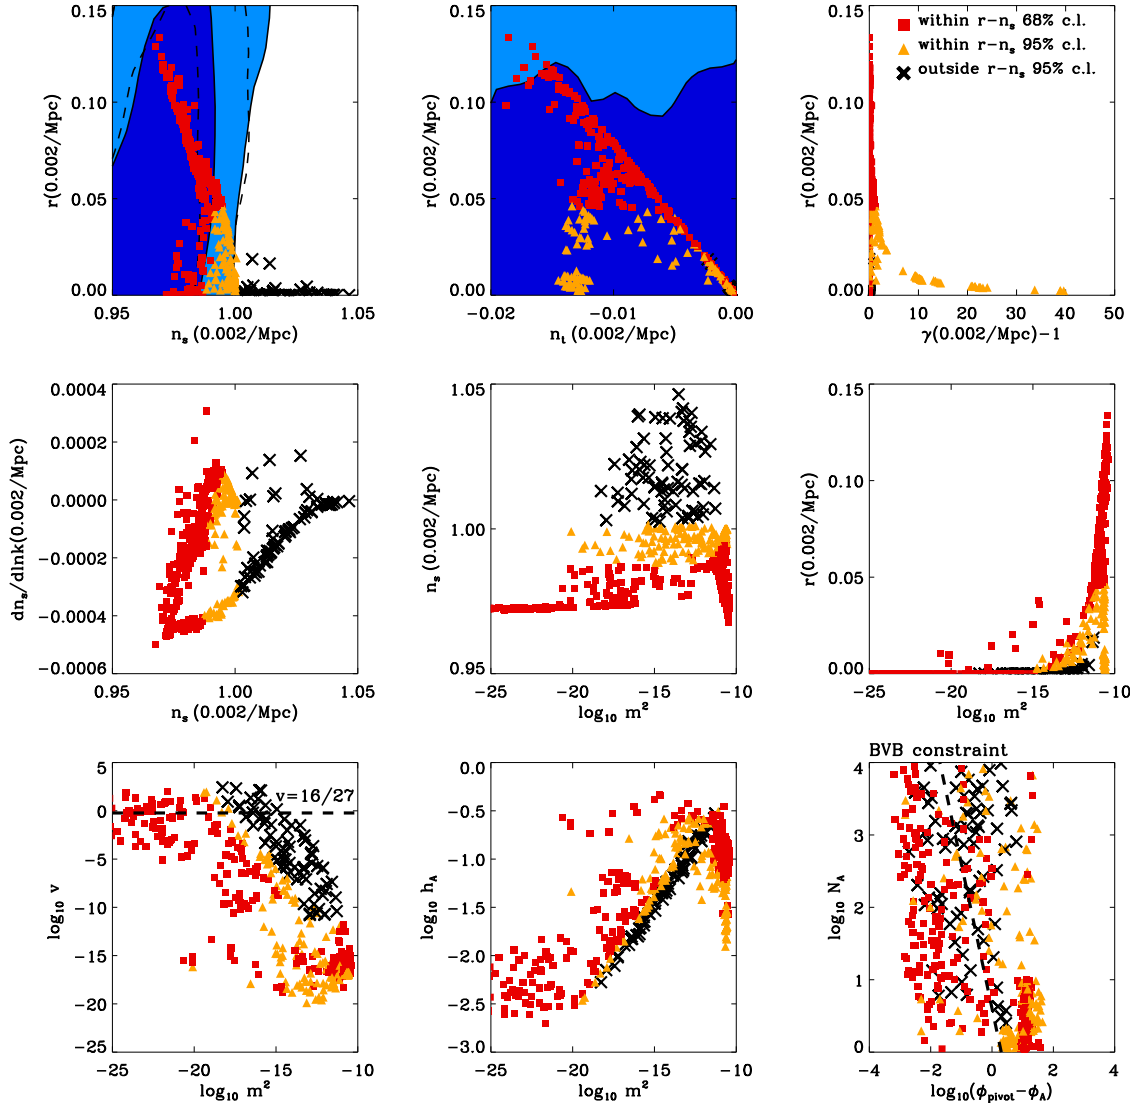 0.15
0.10
0.05
0.00
r(0.002/Mpc)
0.95 1.00 1.05
n_s (0.002/Mpc)
0.15
0.10
0.05
0.00
r(0.002/Mpc)
−0.02 −0.01 0.00
n_t (0.002/Mpc)
within r−n_s 68% c.l.
within r−n_s 95% c.l.
outside r−n_s 95% c.l.
0.15
0.10
0.05
0.00
r(0.002/Mpc)
0 10 20 30 40 50
γ(0.002/Mpc)−1
0.0004
0.0002
0.0000
−0.0002
−0.0004
−0.0006
dn_s/dlnk(0.002/Mpc)
0.95 1.00 1.05
n_s (0.002/Mpc)
1.05
1.00
0.95
n_s (0.002/Mpc)
−25 −20 −15 −10
log₁₀ m²
0.15
0.10
0.05
0.00
r(0.002/Mpc)
−25 −20 −15 −10
log₁₀ m²
5
0
−5
−10
−15
−20
−25
log₁₀ v
v=16/27
−25 −20 −15 −10
log₁₀ m²
0.0
−0.5
−1.0
−1.5
−2.0
−2.5
−3.0
log₁₀ h_A
−25 −20 −15 −10
log₁₀ m²
BVB constraint
4
3
2
1
0
log₁₀ N_A
−4 −2 0 2 4
log₁₀(ϕ_pivot−ϕ_A)